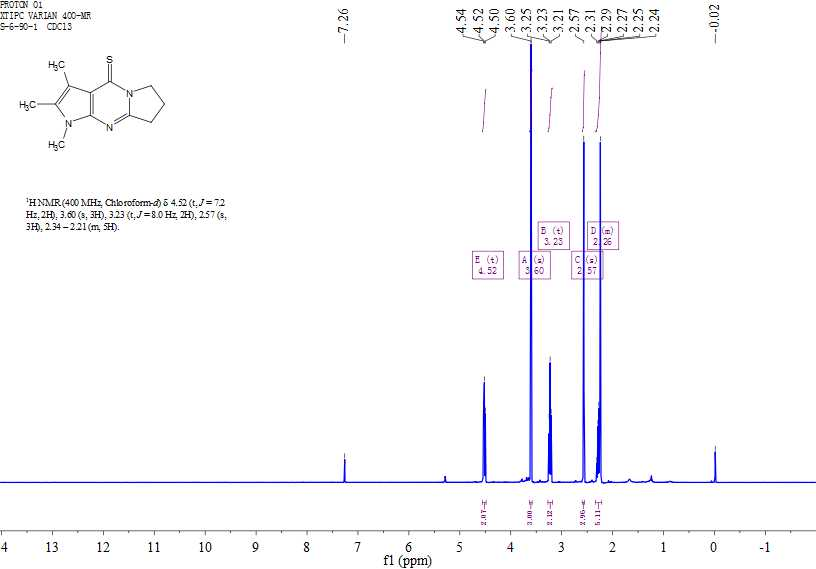 PROTON 01
XTIPC VARIAN 400-MR
S-6-90-1 CDCl3
7.26
4.54
4.52
4.50
3.60
3.25
3.23
3.21
2.57
2.31
2.29
2.27
2.25
2.24
-0.02
S
H₃C
H₃C
N
N
N
H₃C
¹H NMR (400 MHz, Chloroform-d) δ 4.52 (t, J = 7.2
Hz, 2H), 3.60 (s, 3H), 3.23 (t, J = 8.0 Hz, 2H), 2.57 (s,
3H), 2.34 – 2.21 (m, 5H).
B (t)
3.23
D (m)
2.26
E (t)
4.52
A (s)
3.60
C (s)
2.57
2.07
3.00
2.12
2.96
5.11
4 13 12 11 10 9 8 7 6 5 4 3 2 1 0 -1
f1 (ppm)